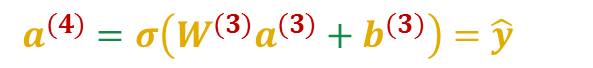 a⁽⁴⁾ = σ(W⁽³⁾a⁽³⁾ + b⁽³⁾) = ŷ